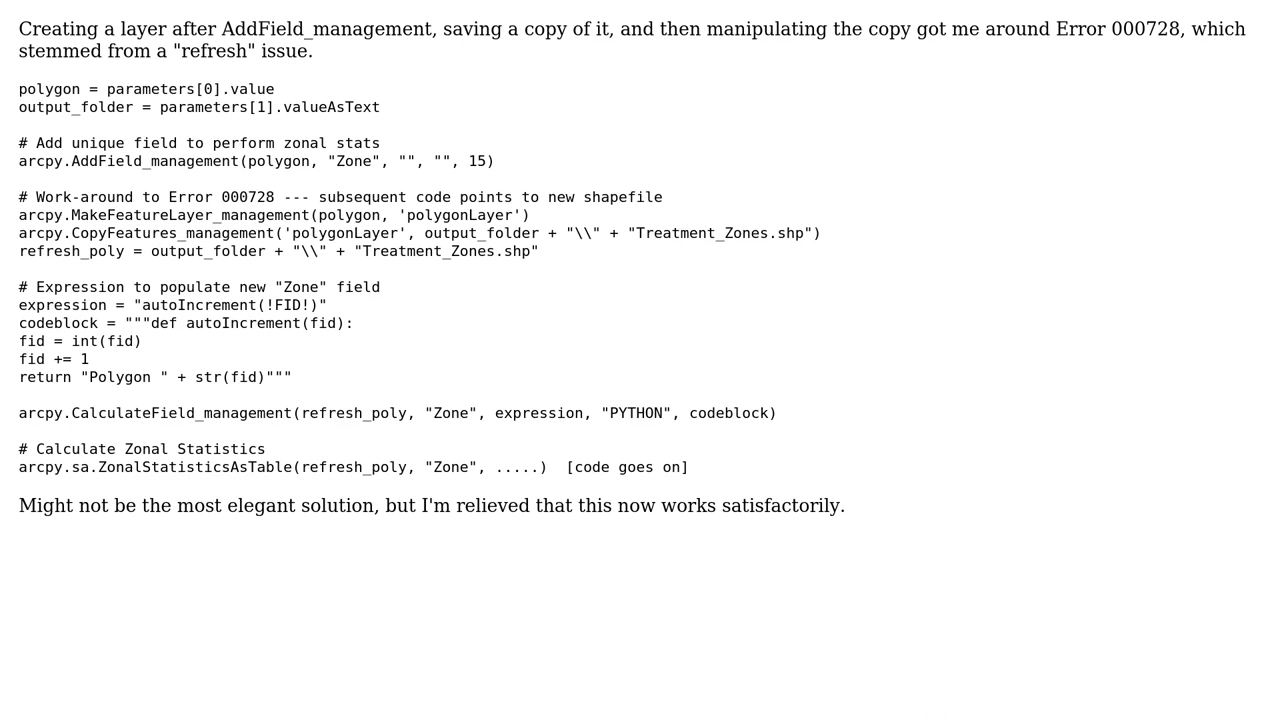 Creating a layer after AddField_management, saving a copy of it, and then manipulating the copy got me around Error 000728, which
stemmed from a "refresh" issue.
polygon = parameters[0].value
output_folder = parameters[1].valueAsText
# Add unique field to perform zonal stats
arcpy.AddField_management(polygon, "Zone", "", "", 15)
# Work-around to Error 000728 --- subsequent code points to new shapefile
arcpy.MakeFeatureLayer_management(polygon, 'polygonLayer')
arcpy.CopyFeatures_management('polygonLayer', output_folder + "\\" + "Treatment_Zones.shp")
refresh_poly = output_folder + "\\" + "Treatment_Zones.shp"
# Expression to populate new "Zone" field
expression = "autoIncrement(!FID!)"
codeblock = """def autoIncrement(fid):
fid = int(fid)
fid += 1
return "Polygon " + str(fid)"""
arcpy.CalculateField_management(refresh_poly, "Zone", expression, "PYTHON", codeblock)
# Calculate Zonal Statistics
arcpy.sa.ZonalStatisticsAsTable(refresh_poly, "Zone", .....)  [code goes on]
Might not be the most elegant solution, but I'm relieved that this now works satisfactorily.